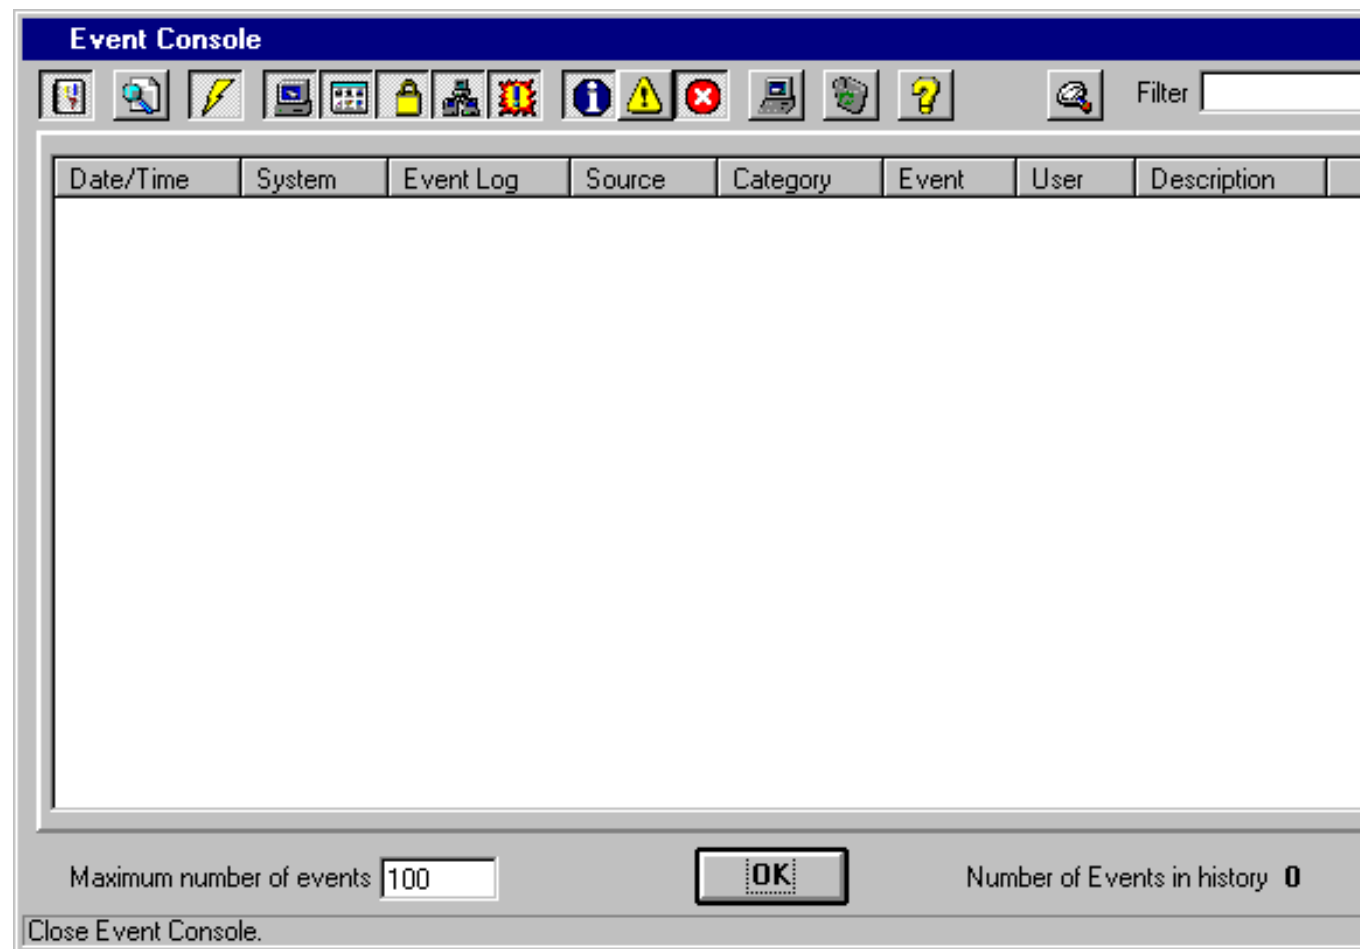 Event Console
Filter
Date/Time System Event Log Source Category Event User Description
Maximum number of events 100 OK Number of Events in history 0
Close Event Console.